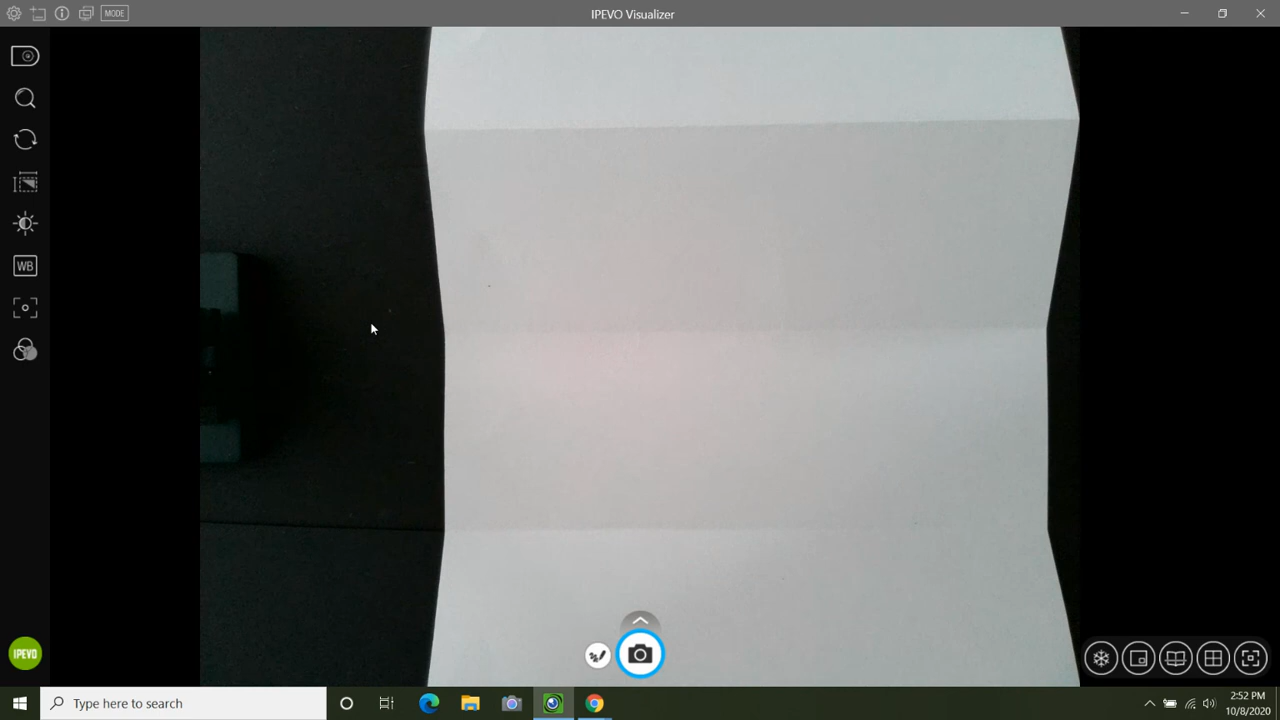 MODE
IPEVO Visualizer
WB
IPEVO
Type here to search
2:52 PM
10/8/2020